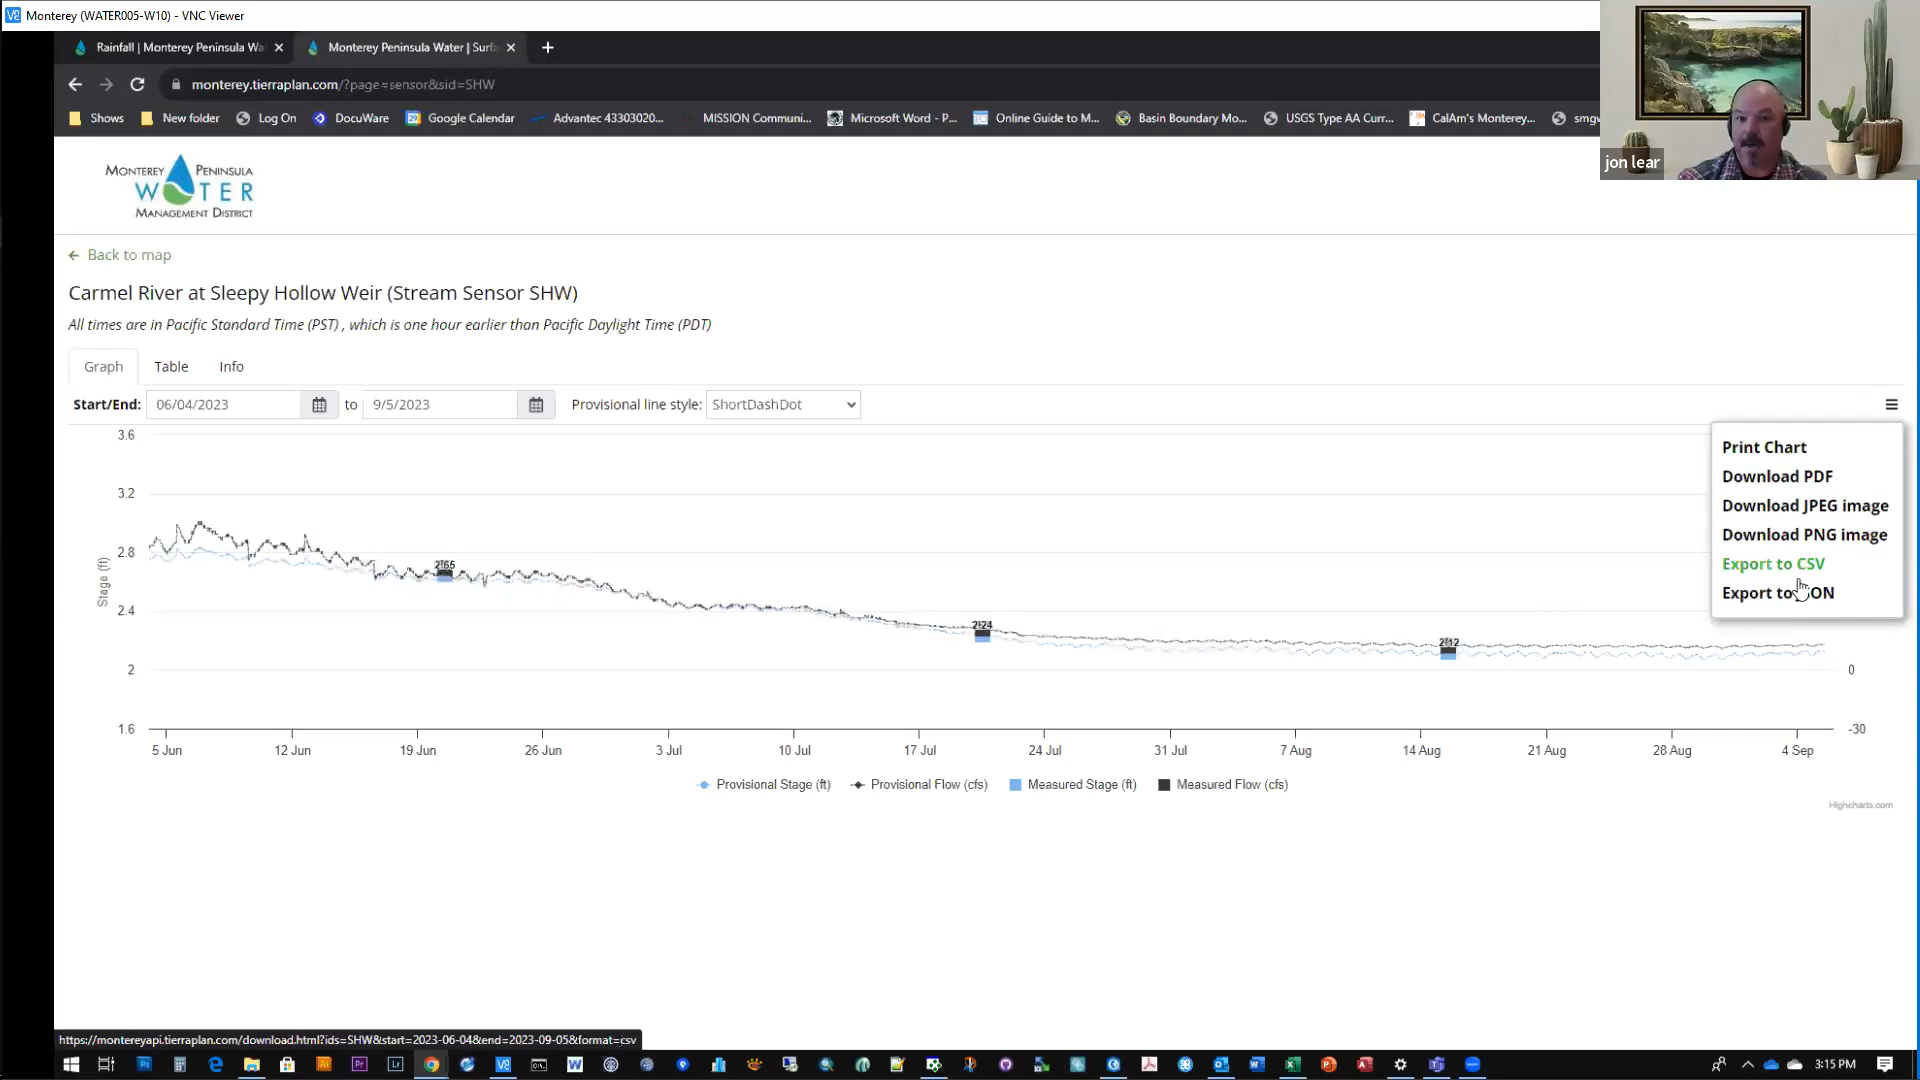 Monterey (WATER005-W10) - VNC Viewer
Rainfall | Monterey Peninsula Wa
Monterey Peninsula Water | Surfa
monterey.tierraplan.com/?page=sensor&sid=SHW
Shows
New folder
Log On
DocuWare
Google Calendar
Advantec 43303020...
MISSION Communi...
Microsoft Word - P...
Online Guide to M...
Basin Boundary Mo...
USGS Type AA Curr...
CalAm's Monterey...
smgw
jon lear
MONTEREY PENINSULA
WATER
MANAGEMENT DISTRICT
Back to map
Carmel River at Sleepy Hollow Weir (Stream Sensor SHW)
All times are in Pacific Standard Time (PST) , which is one hour earlier than Pacific Daylight Time (PDT)
Graph
Table
Info
Start/End:
06/04/2023
to
9/5/2023
Provisional line style:
ShortDashDot
Print Chart
Download PDF
Download JPEG image
Download PNG image
Export to CSV
Export to ON
3.6
3.2
2.8
2.4
2
1.6
Stage (ft)
2.65
2.24
2.12
0
-30
5 Jun
12 Jun
19 Jun
26 Jun
3 Jul
10 Jul
17 Jul
24 Jul
31 Jul
7 Aug
14 Aug
21 Aug
28 Aug
4 Sep
Provisional Stage (ft)
Provisional Flow (cfs)
Measured Stage (ft)
Measured Flow (cfs)
Highcharts.com
https://montereyapi.tierraplan.com/download.html?ids=SHW&start=2023-06-04&end=2023-09-05&format=csv
3:15 PM